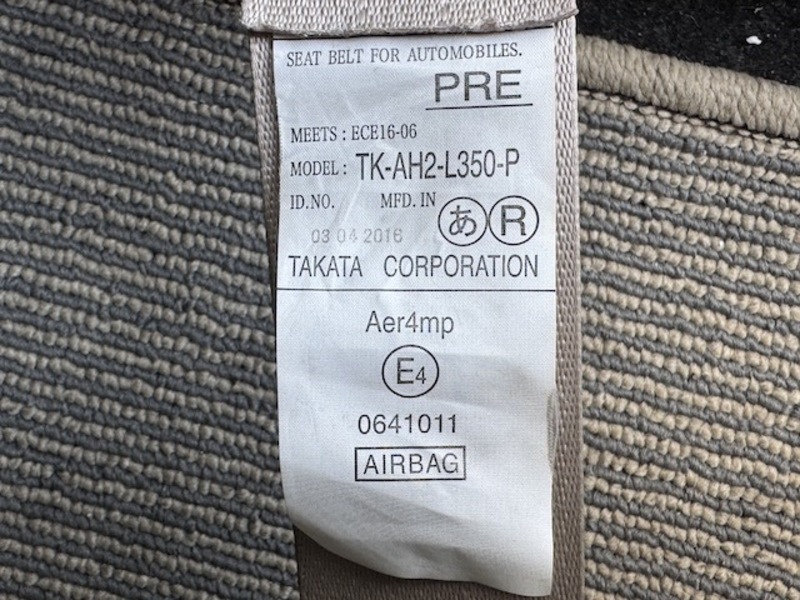 SEAT BELT FOR AUTOMOBILES.
PRE
MEETS : ECE16-06
MODEL : TK-AH2-L350-P
ID.NO. MFD. IN あ R
03 04 2016
TAKATA CORPORATION
Aer4mp
E4
0641011
AIRBAG